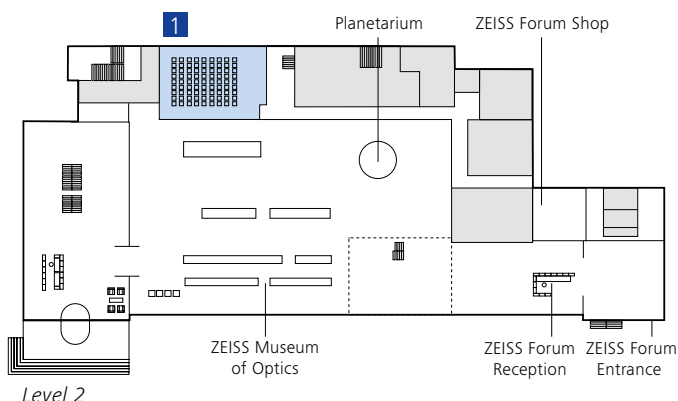 1
Planetarium
ZEISS Forum Shop
ZEISS Museum
of Optics
ZEISS Forum
Reception
ZEISS Forum
Entrance
Level 2